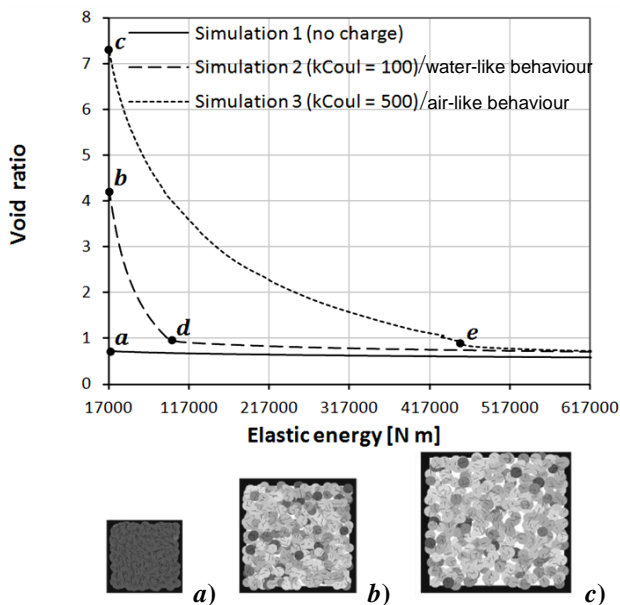 8
7
6
5
4
3
2
1
0
Void ratio
c
b
a
d
e
Simulation 1 (no charge)
Simulation 2 (kCoul = 100)/water-like behaviour
Simulation 3 (kCoul = 500)/air-like behaviour
17000 117000 217000 317000 417000 517000 617000
Elastic energy [N m]
a) b) c)